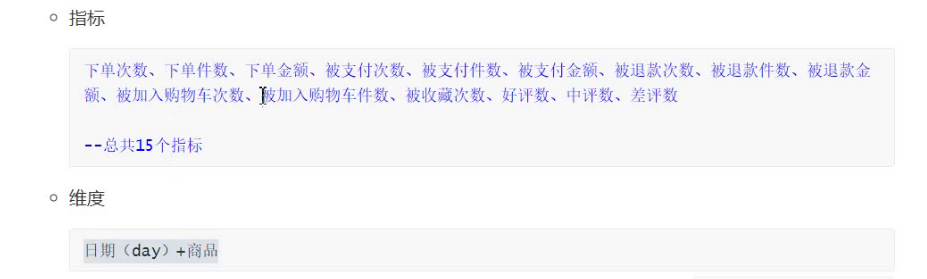 指标
下单次数、下单件数、下单金额、被支付次数、被支付件数、被支付金额、被退款次数、被退款件数、被退款金
额、被加入购物车次数、被加入购物车件数、被收藏次数、好评数、中评数、差评数
--总共15个指标
维度
日期（day）+商品